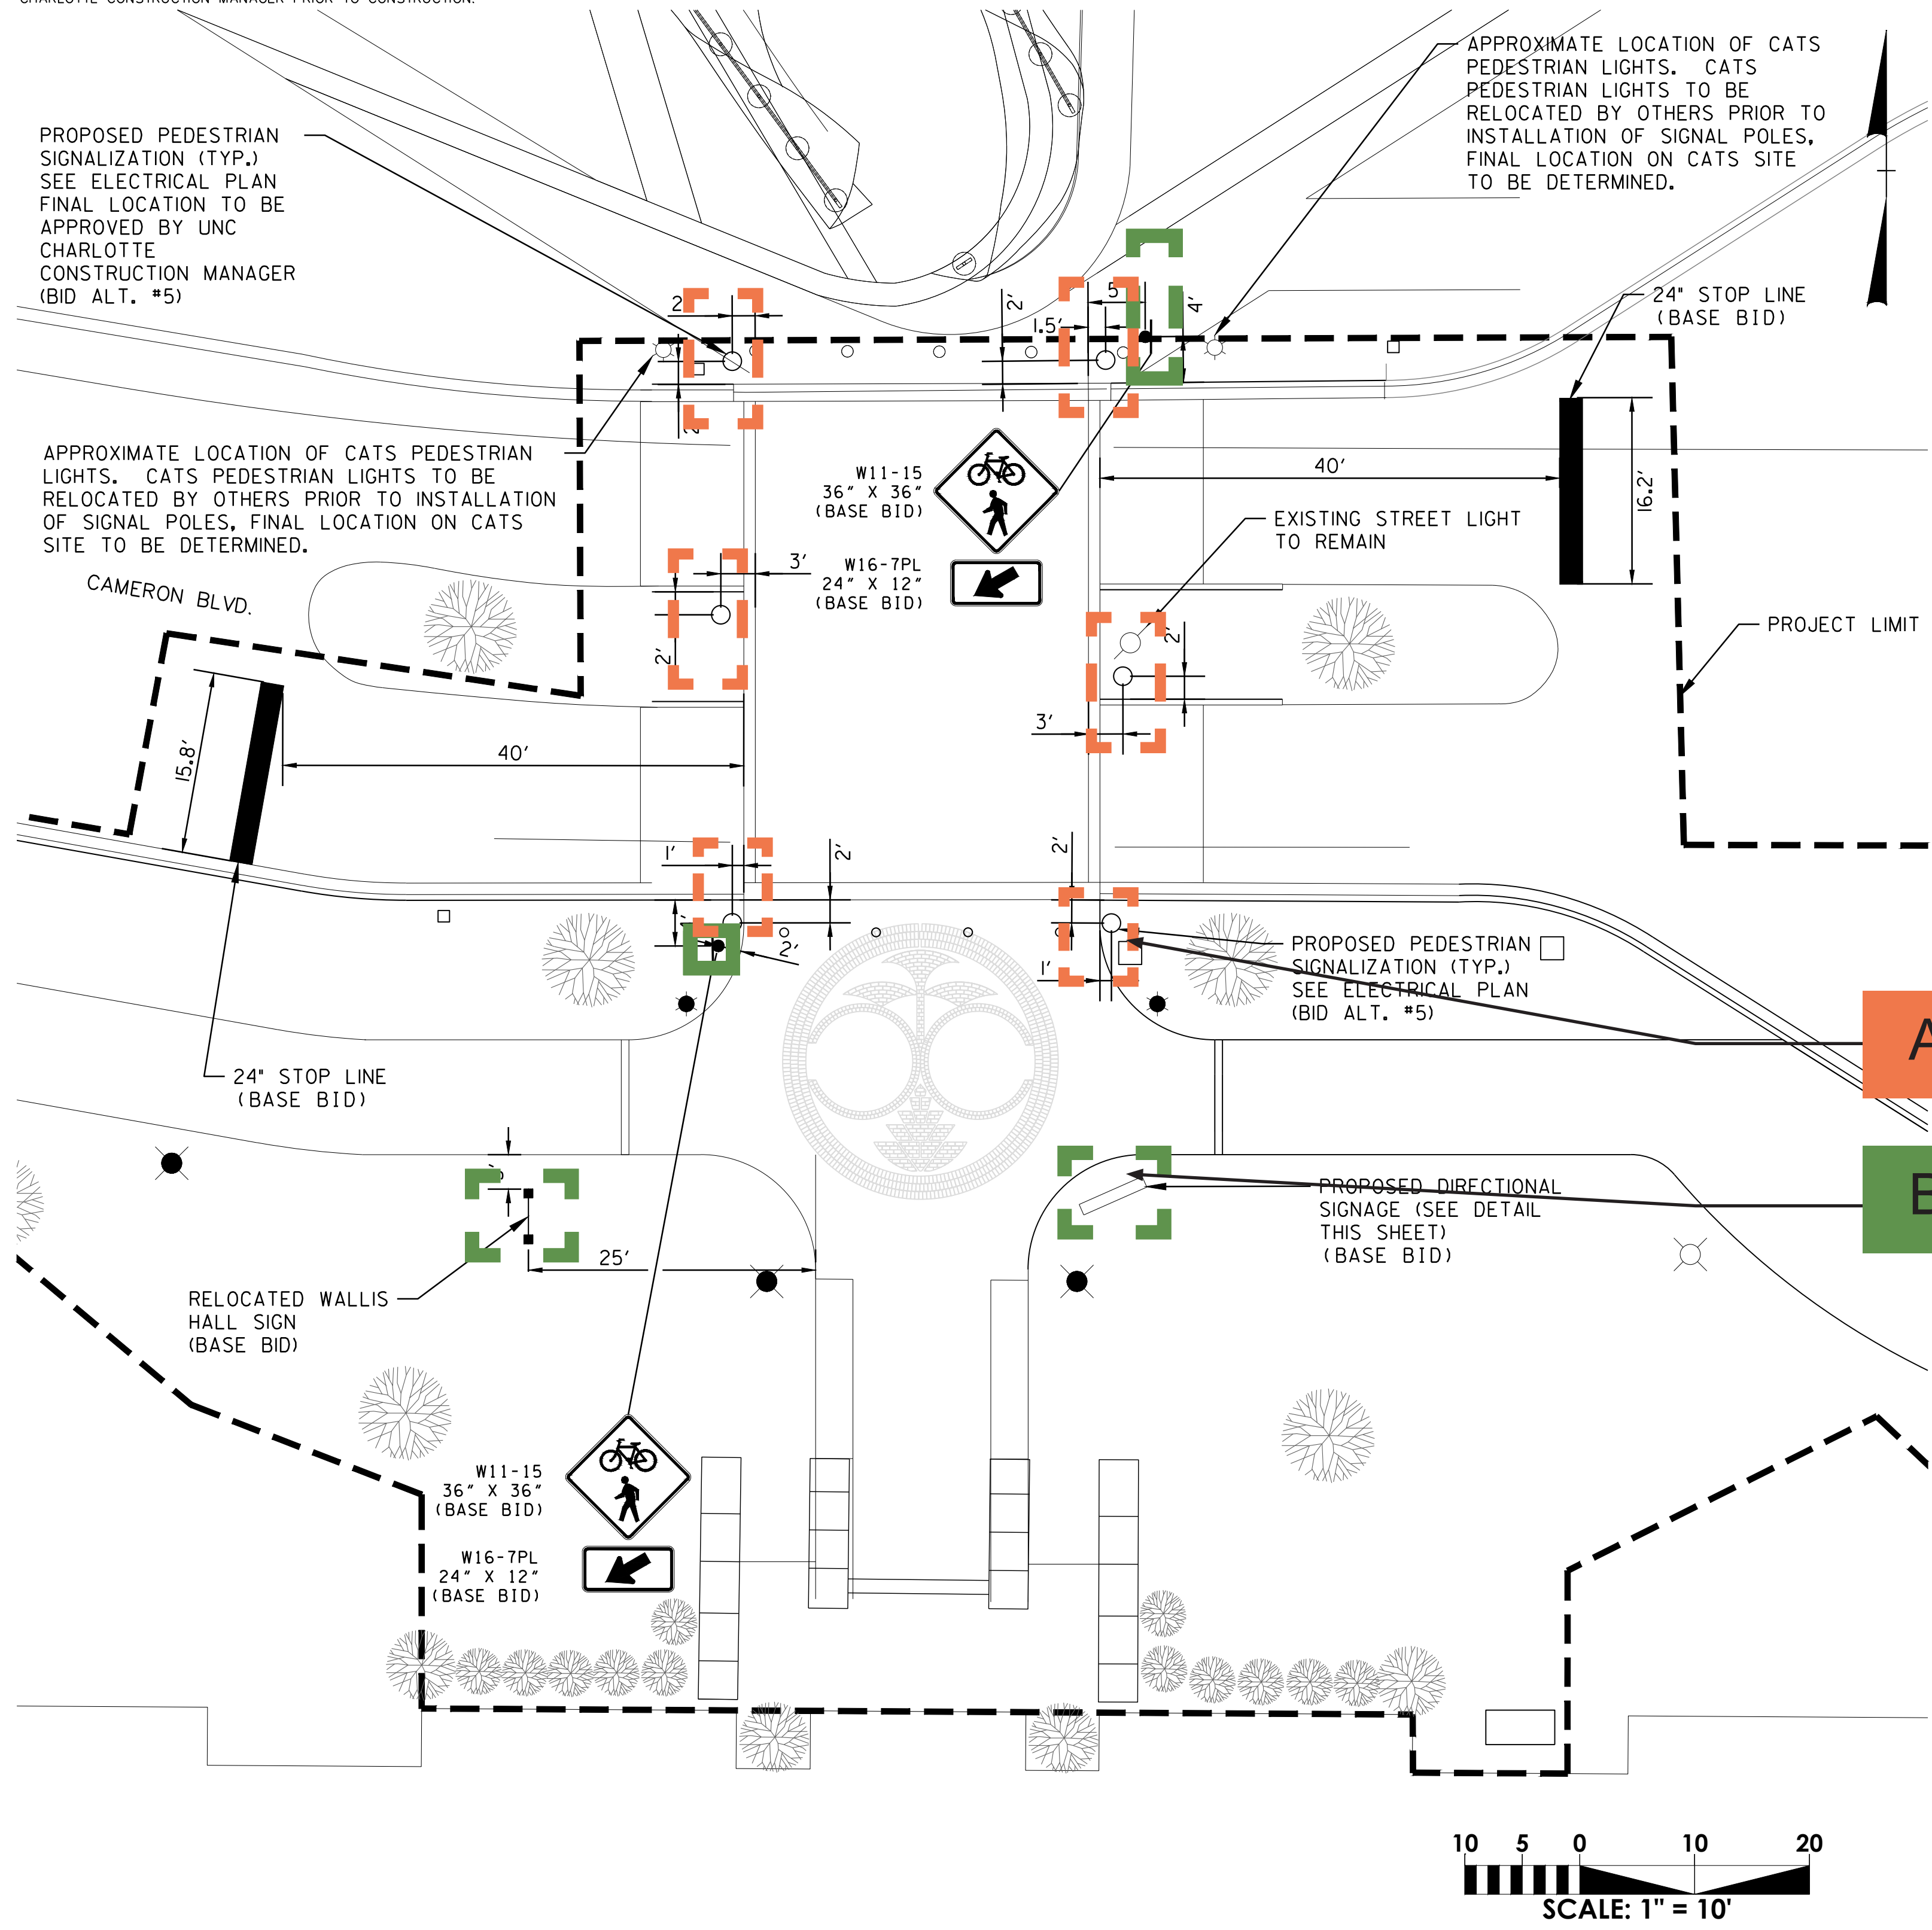 CHARLOTTE CONSTRUCTION MANAGER PRIOR TO CONSTRUCTION.
APPROXIMATE LOCATION OF CATS
PEDESTRIAN LIGHTS. CATS
PEDESTRIAN LIGHTS TO BE
RELOCATED BY OTHERS PRIOR TO
INSTALLATION OF SIGNAL POLES,
FINAL LOCATION ON CATS SITE
TO BE DETERMINED.
PROPOSED PEDESTRIAN
SIGNALIZATION (TYP.)
SEE ELECTRICAL PLAN
FINAL LOCATION TO BE
APPROVED BY UNC
CHARLOTTE
CONSTRUCTION MANAGER
(BID ALT. #5)
2
2'
5
1.5'
4'
24" STOP LINE
(BASE BID)
APPROXIMATE LOCATION OF CATS PEDESTRIAN
LIGHTS. CATS PEDESTRIAN LIGHTS TO BE
RELOCATED BY OTHERS PRIOR TO INSTALLATION
OF SIGNAL POLES, FINAL LOCATION ON CATS
SITE TO BE DETERMINED.
W11-15
36" X 36"
(BASE BID)
W16-7PL
24" X 12"
(BASE BID)
40'
16.2'
EXISTING STREET LIGHT
TO REMAIN
CAMERON BLVD.
3'
2'
2'
3'
PROJECT LIMIT
15.8'
40'
1'
2'
2'
2'
1'
PROPOSED PEDESTRIAN
SIGNALIZATION (TYP.)
SEE ELECTRICAL PLAN
(BID ALT. #5)
A
24" STOP LINE
(BASE BID)
B
PROPOSED DIRECTIONAL
SIGNAGE (SEE DETAIL
THIS SHEET)
(BASE BID)
25'
RELOCATED WALLIS
HALL SIGN
(BASE BID)
W11-15
36" X 36"
(BASE BID)
W16-7PL
24" X 12"
(BASE BID)
10 5 0 10 20
SCALE: 1" = 10'